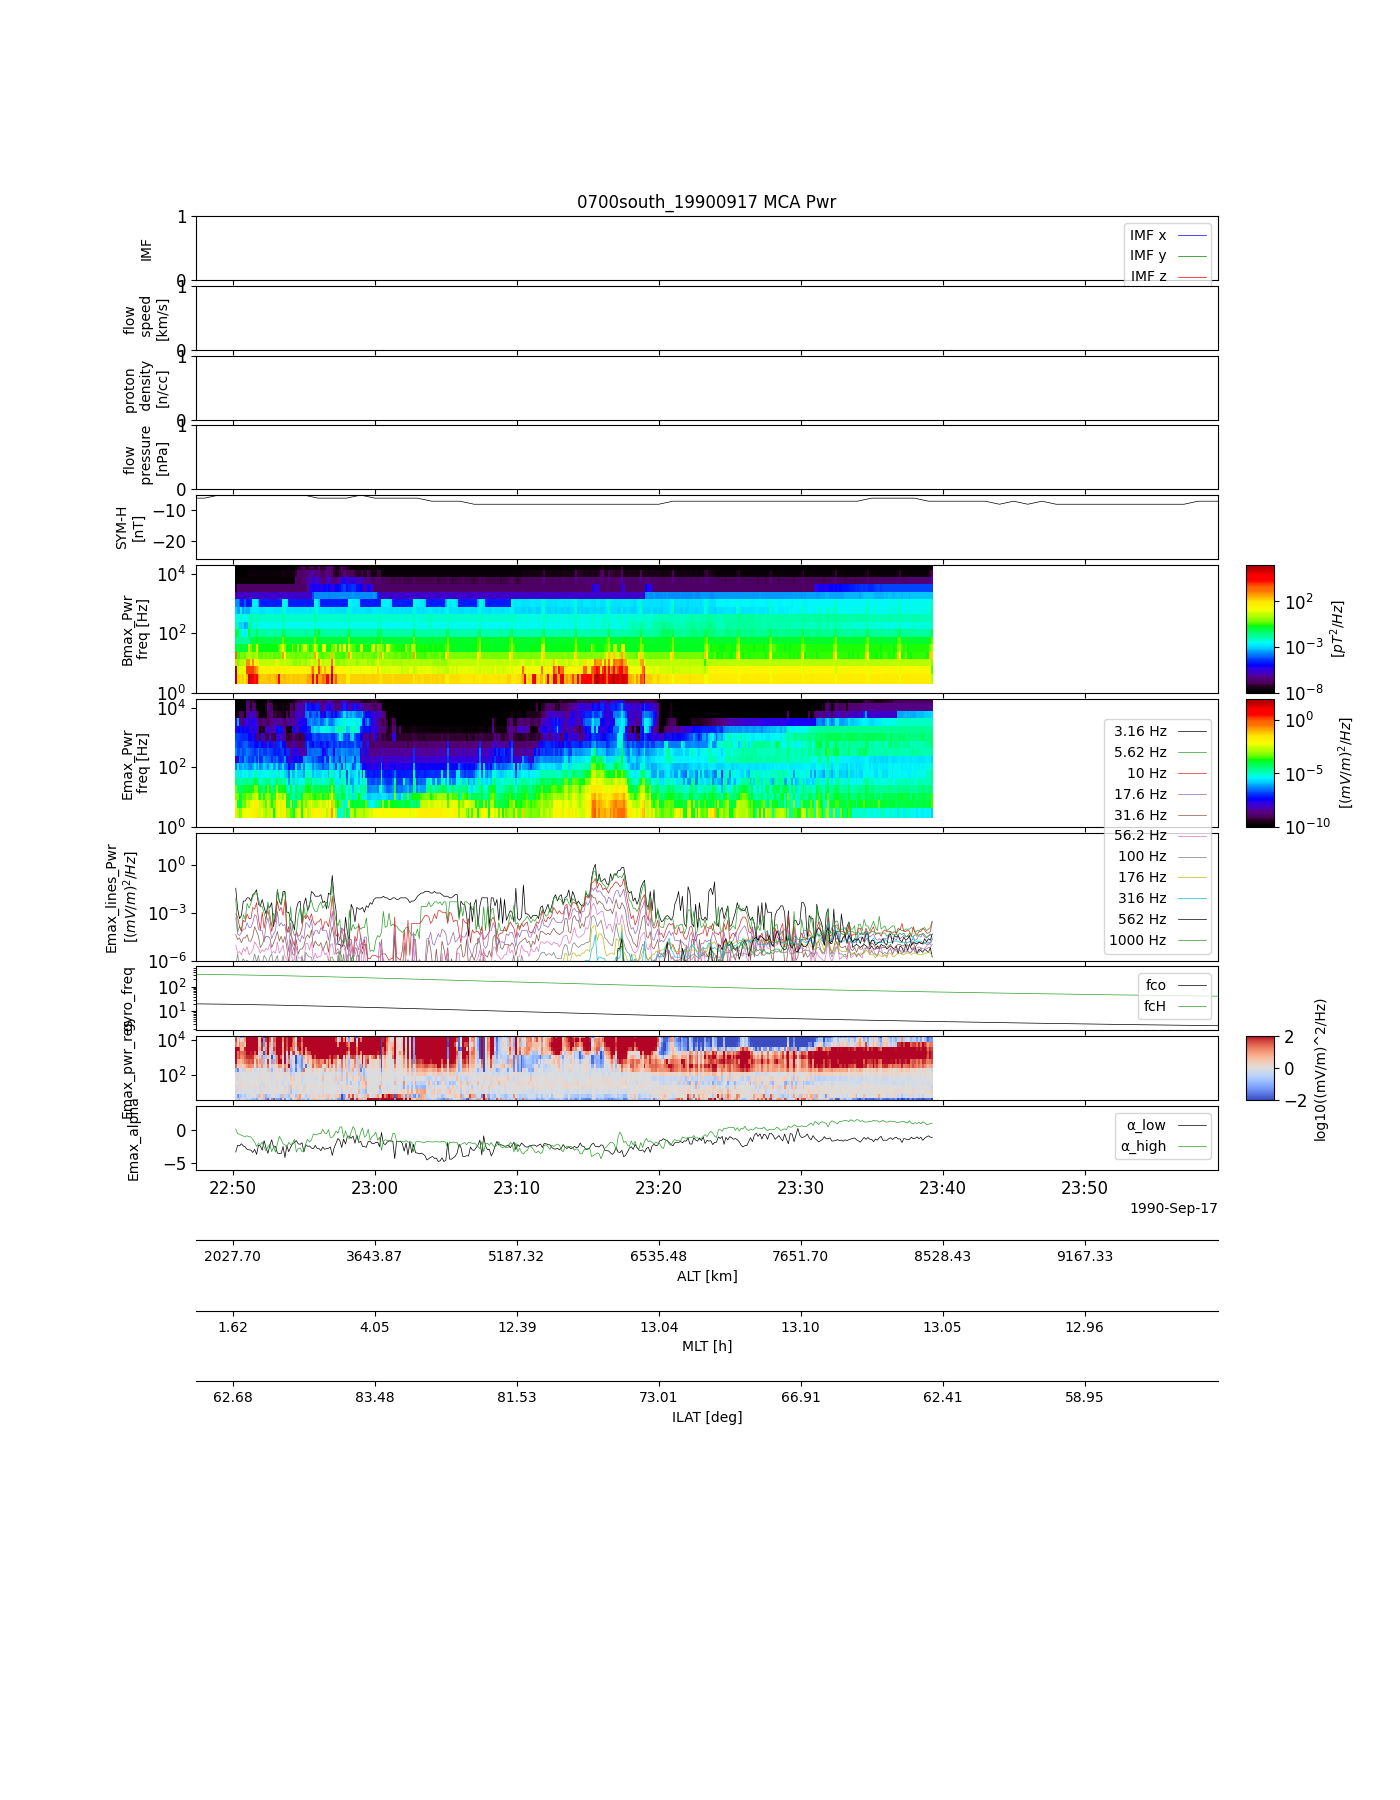 0700south_19900917 MCA Pwr
1
0
IMF
IMF x
IMF y
IMF z
1
0
flow
speed
[km/s]
1
0
proton
density
[n/cc]
1
0
flow
pressure
[nPa]
−10
−20
SYM-H
[nT]
10^4
10^2
10^0
Bmax_Pwr
freq [Hz]
10^2
10^−3
10^−8
[pT^2/Hz]
10^4
10^2
10^0
Emax_Pwr
freq [Hz]
10^0
10^−5
10^−10
[(mV/m)^2/Hz]
3.16 Hz
5.62 Hz
10 Hz
17.6 Hz
31.6 Hz
56.2 Hz
100 Hz
176 Hz
316 Hz
562 Hz
1000 Hz
10^0
10^−3
10^−6
Emax_lines_Pwr
[(mV/m)^2/Hz]
10^2
10^1
gyro_freq
fco
fcH
10^4
10^2
Emax_pwr_reg
2
0
−2
log10((mV/m)^2/Hz)
0
−5
Emax_alpha
α_low
α_high
22:50 23:00 23:10 23:20 23:30 23:40 23:50
1990-Sep-17
2027.70 3643.87 5187.32 6535.48 7651.70 8528.43 9167.33
ALT [km]
1.62 4.05 12.39 13.04 13.10 13.05 12.96
MLT [h]
62.68 83.48 81.53 73.01 66.91 62.41 58.95
ILAT [deg]